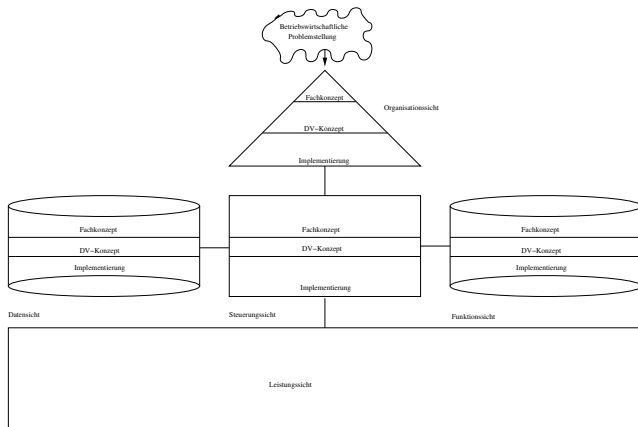 Betriebswirtschaftliche
Problemstellung
Fachkonzept
Organisationssicht
DV-Konzept
Implementierung
Fachkonzept
Fachkonzept
Fachkonzept
DV-Konzept
DV-Konzept
DV-Konzept
Implementierung
Implementierung
Implementierung
Datensicht
Steuerungssicht
Funktionssicht
Leistungssicht